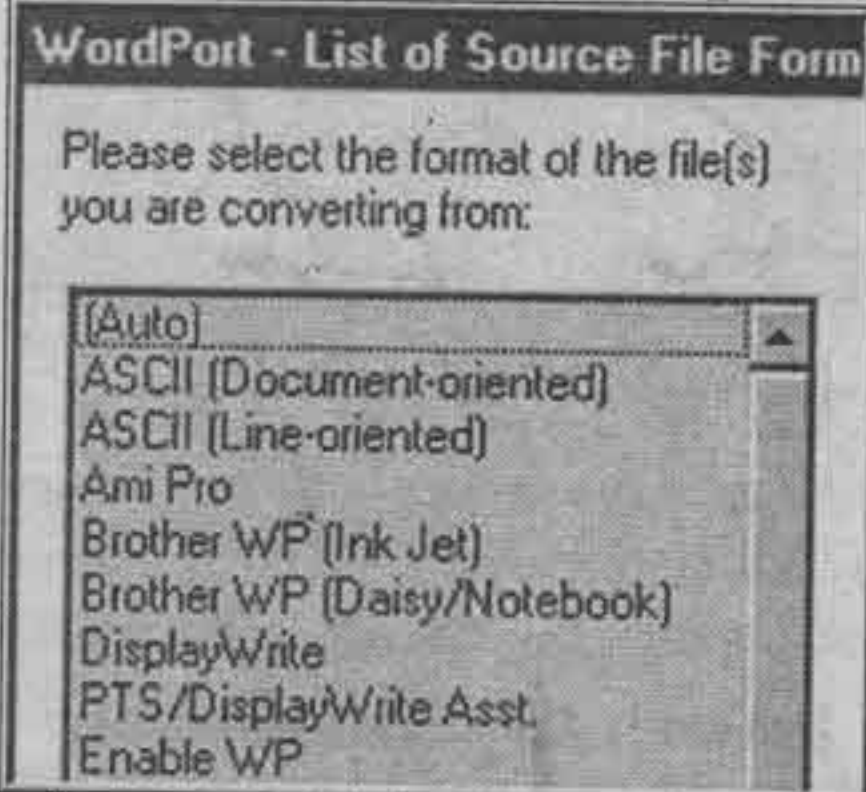 WordPort - List of Source File Form
Please select the format of the file(s)
you are converting from:
(Auto)
ASCII (Document-oriented)
ASCII (Line-oriented)
Ami Pro
Brother WP (Ink Jet)
Brother WP (Daisy/Notebook)
DisplayWrite
PTS/DisplayWrite Asst.
Enable WP